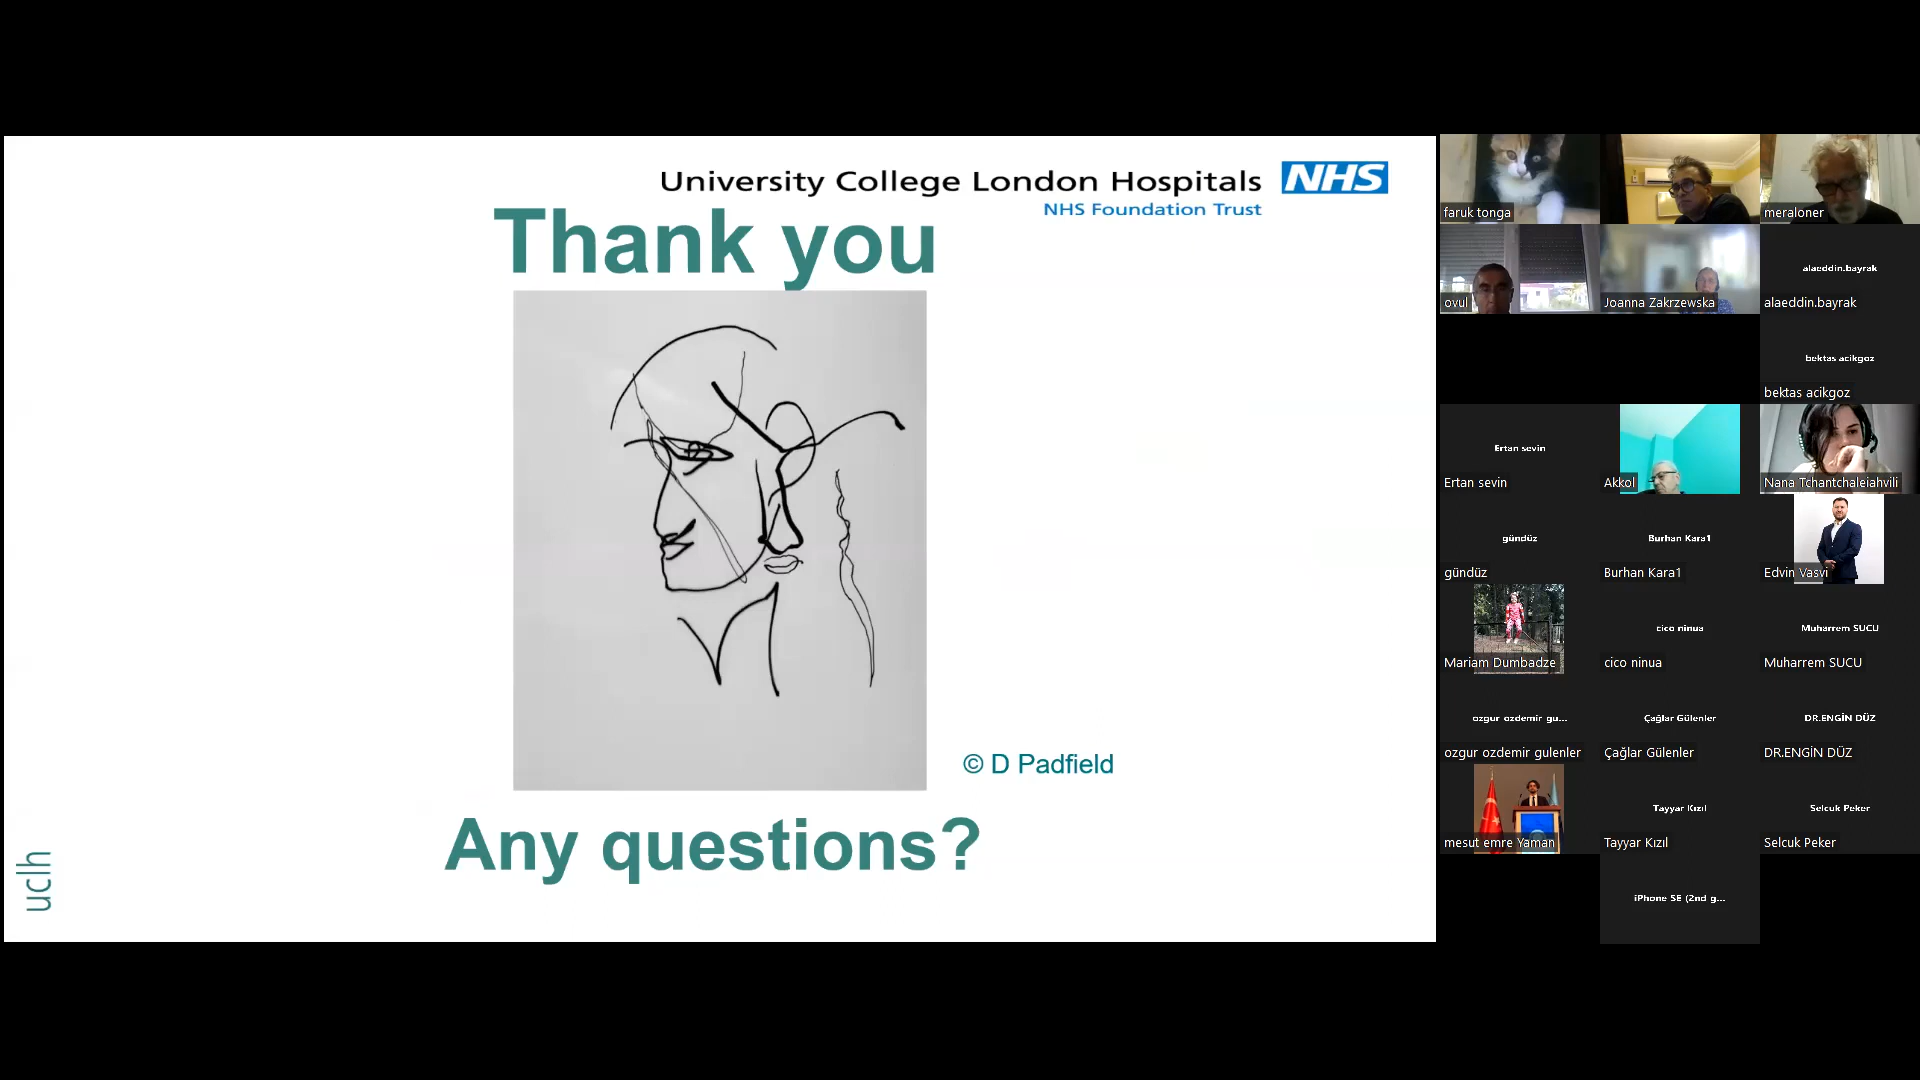 University College London Hospitals
NHS
NHS Foundation Trust
Thank you
© D Padfield
Any questions?
uclh
faruk tonga
meraloner
ovul
Joanna Zakrzewska
alaeddin.bayrak
alaeddin.bayrak
bektas acikgoz
bektas acikgoz
Ertan sevin
Ertan sevin
Akkol
Nana Tchantchaleiahvili
gündüz
gündüz
Burhan Kara1
Burhan Kara1
Edvin Vasvi
Mariam Dumbadze
cico ninua
cico ninua
Muharrem SUCU
Muharrem SUCU
ozgur ozdemir gu...
ozgur ozdemir gulenler
Çağlar Gülenler
Çağlar Gülenler
DR.ENGİN DÜZ
DR.ENGİN DÜZ
mesut emre Yaman
Tayyar Kızıl
Tayyar Kızıl
Selcuk Peker
Selcuk Peker
iPhone SE (2nd g...